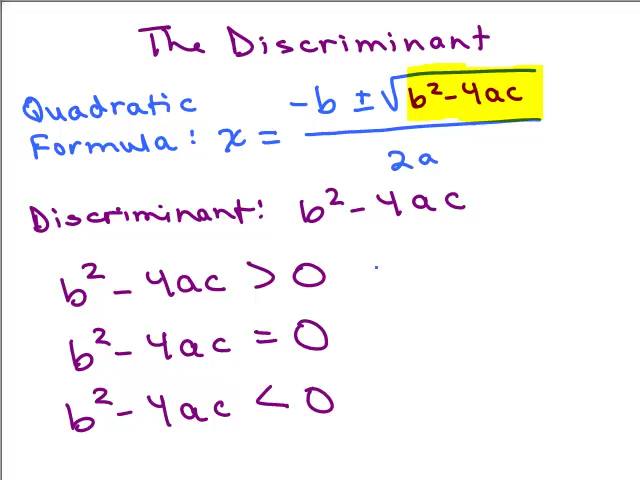 The Discriminant
Quadratic Formula: x = (-b ± √(b² - 4ac)) / 2a
Discriminant: b² - 4ac
b² - 4ac > 0
b² - 4ac = 0
b² - 4ac < 0